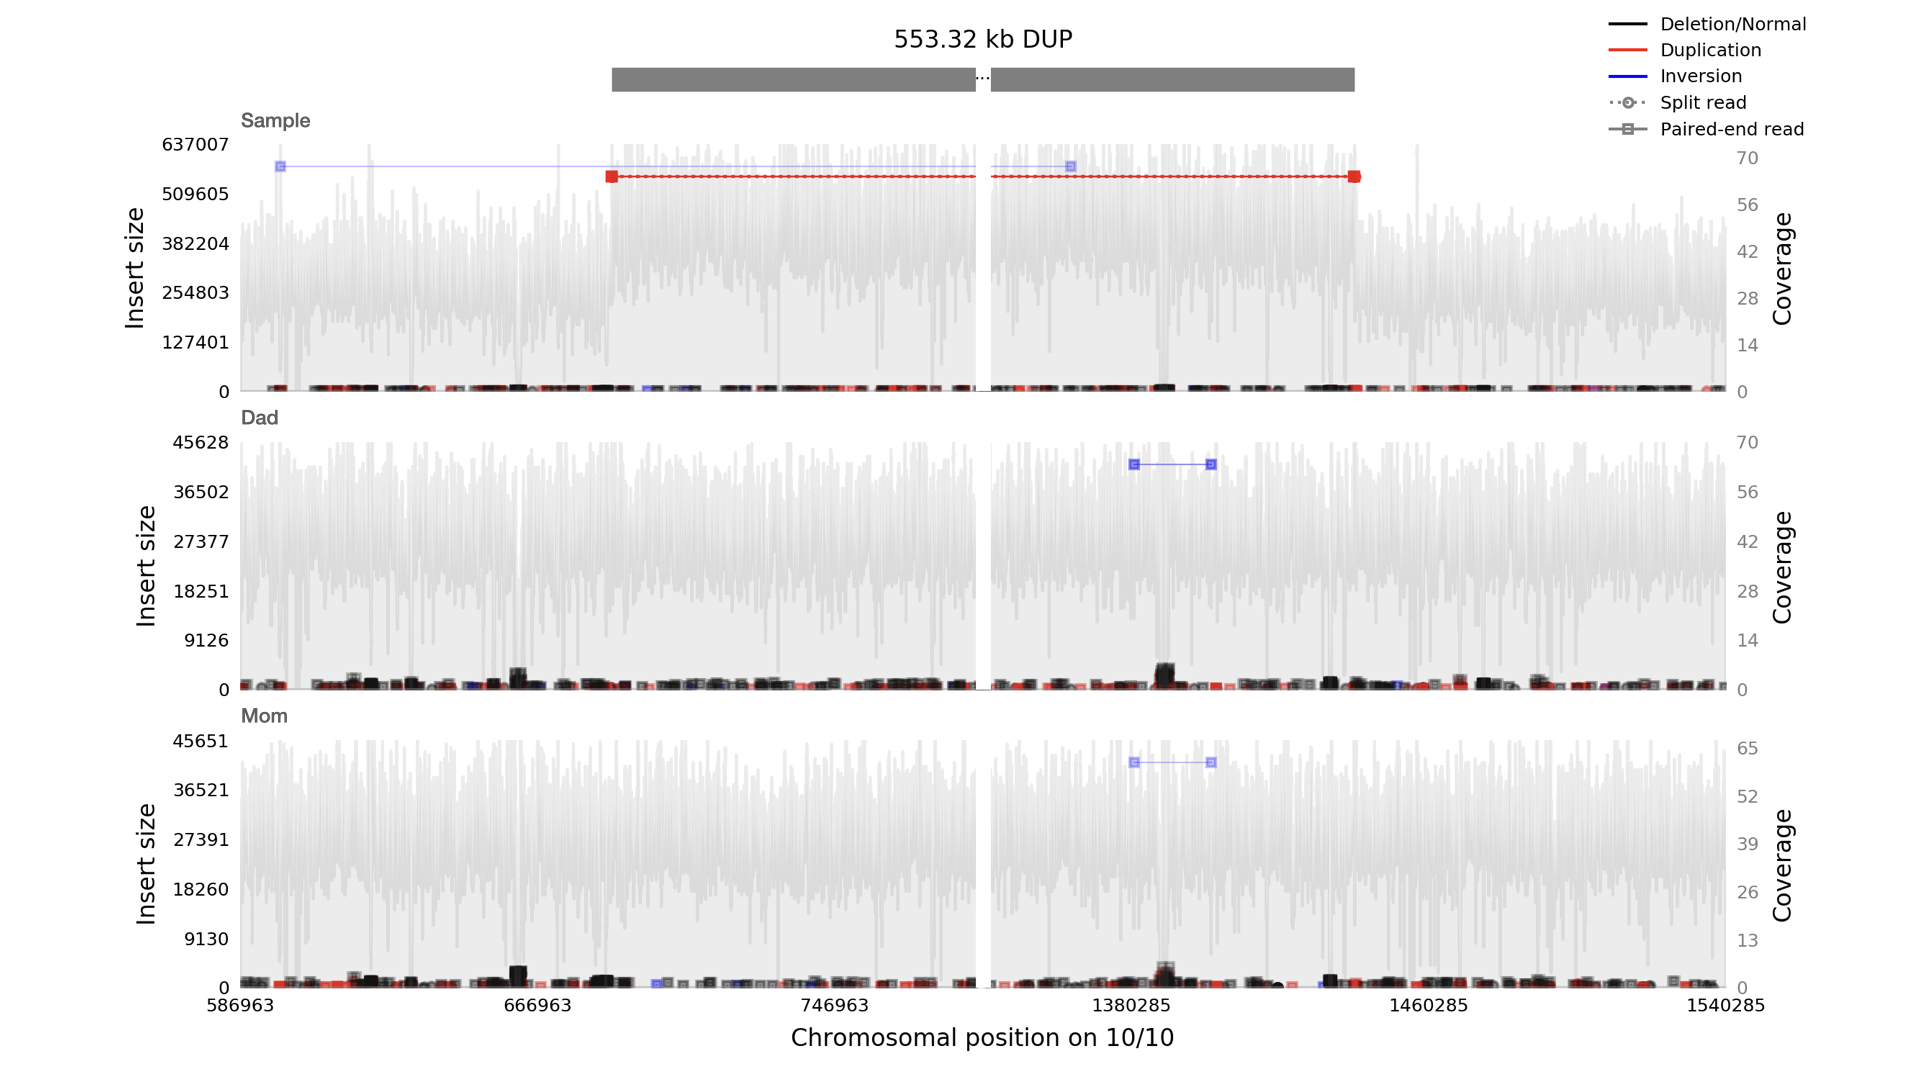 553.32 kb DUP
...
Deletion/Normal
Duplication
Inversion
Split read
Paired-end read
Sample
637007
509605
382204
254803
127401
0
Insert size
70
56
42
28
14
0
Coverage
Dad
45628
36502
27377
18251
9126
0
Insert size
70
56
42
28
14
0
Coverage
Mom
45651
36521
27391
18260
9130
0
Insert size
65
52
39
26
13
0
Coverage
586963 666963 746963 1380285 1460285 1540285
Chromosomal position on 10/10